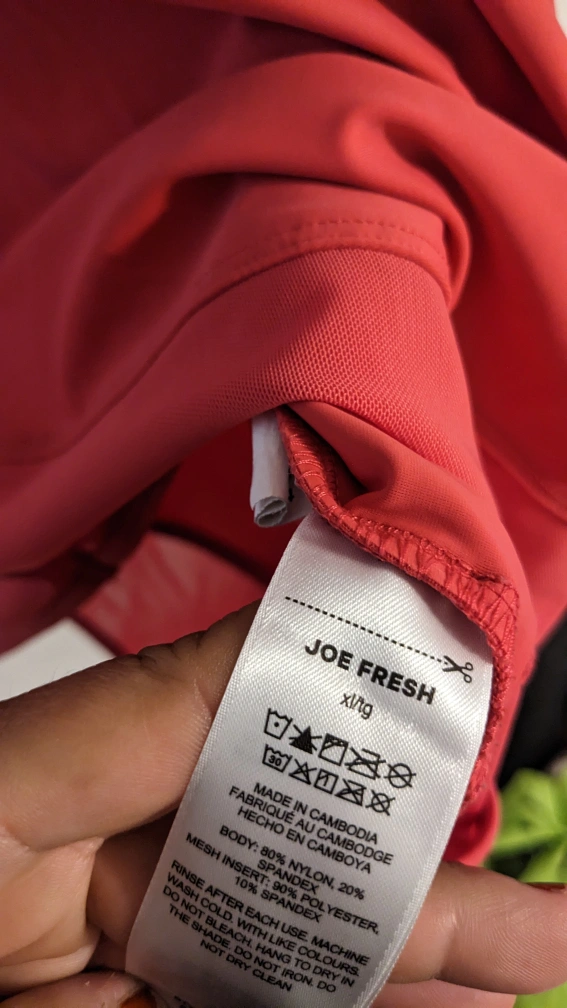 JOE FRESH
xl/tg
30
MADE IN CAMBODIA
FABRIQUÉ AU CAMBODGE
HECHO EN CAMBOYA
BODY: 80% NYLON, 20%
SPANDEX
MESH INSERT: 90% POLYESTER,
10% SPANDEX
RINSE AFTER EACH USE. MACHINE
WASH COLD. WITH LIKE COLOURS.
DO NOT BLEACH. HANG TO DRY IN
THE SHADE. DO NOT IRON. DO
NOT DRY CLEAN